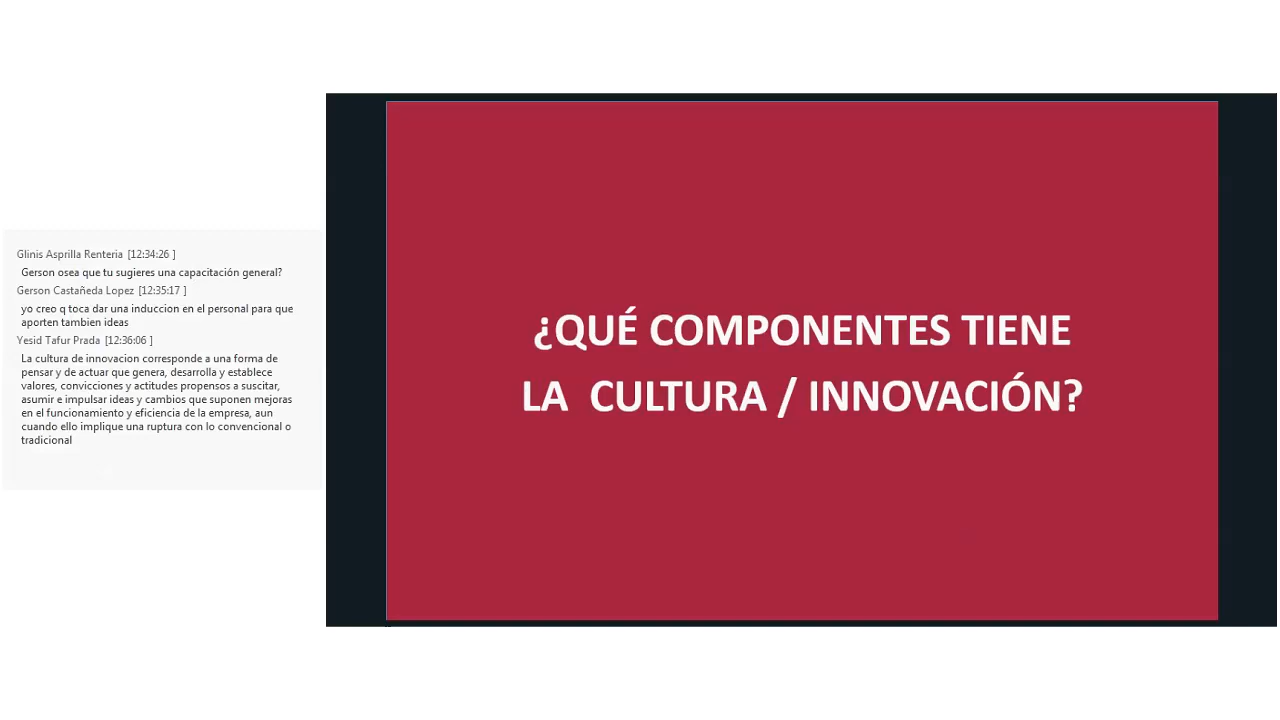 Glinis Asprilla Renteria [12:34:26 ]
Gerson osea que tu sugieres una capacitación general?
Gerson Castañeda Lopez [12:35:17 ]
yo creo q toca dar una induccion en el personal para que
aporten tambien ideas
Yesid Tafur Prada [12:36:06 ]
La cultura de innovacion corresponde a una forma de
pensar y de actuar que genera, desarrolla y establece
valores, convicciones y actitudes propensos a suscitar,
asumir e impulsar ideas y cambios que suponen mejoras
en el funcionamiento y eficiencia de la empresa, aun
cuando ello implique una ruptura con lo convencional o
tradicional
¿QUÉ COMPONENTES TIENE
LA CULTURA / INNOVACIÓN?